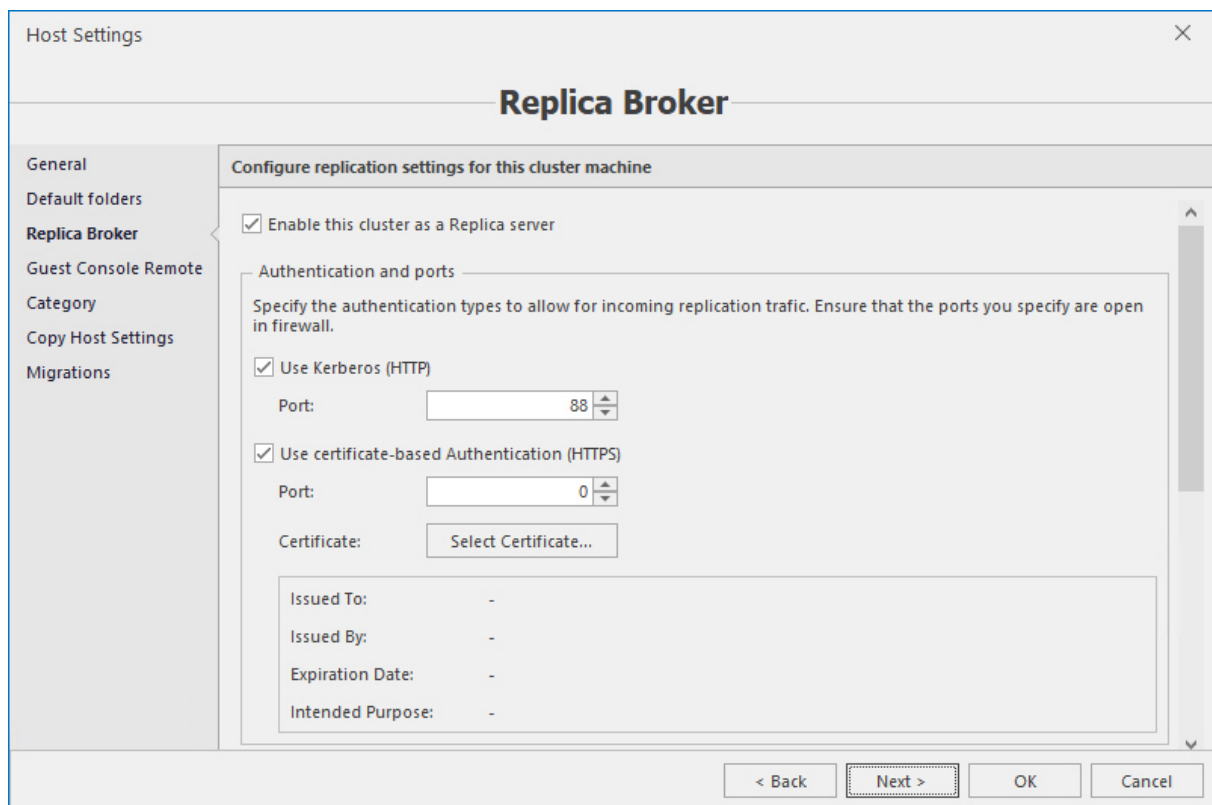 Host Settings
Replica Broker
General
Default folders
Replica Broker
Guest Console Remote
Category
Copy Host Settings
Migrations
Configure replication settings for this cluster machine
Enable this cluster as a Replica server
Authentication and ports
Specify the authentication types to allow for incoming replication trafic. Ensure that the ports you specify are open
in firewall.
Use Kerberos (HTTP)
Port: 88
Use certificate-based Authentication (HTTPS)
Port: 0
Certificate: Select Certificate...
Issued To: -
Issued By: -
Expiration Date: -
Intended Purpose: -
< Back Next > OK Cancel